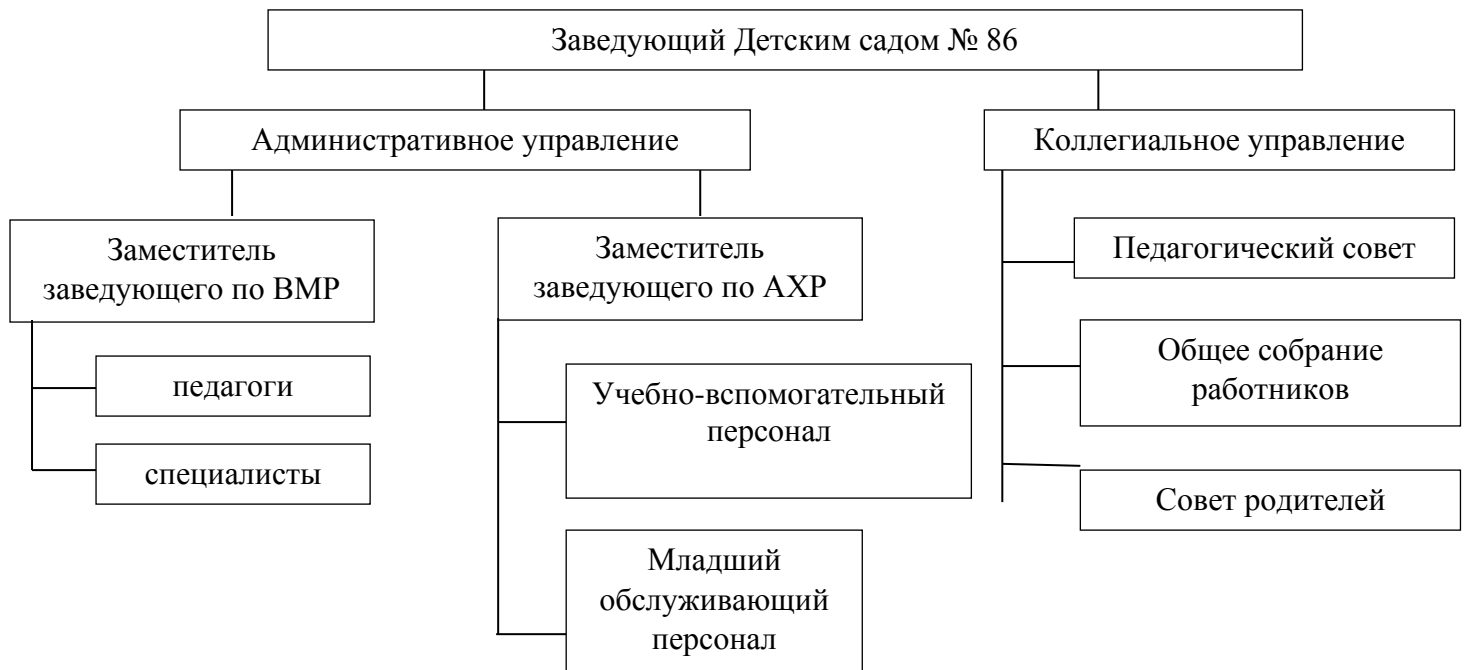 Заведующий Детским садом № 86
Административное управление
Коллегиальное управление
Заместитель
заведующего по ВМР
Заместитель
заведующего по АХР
Педагогический совет
Общее собрание
работников
Совет родителей
педагоги
специалисты
Учебно-вспомогательный
персонал
Младший
обслуживающий
персонал